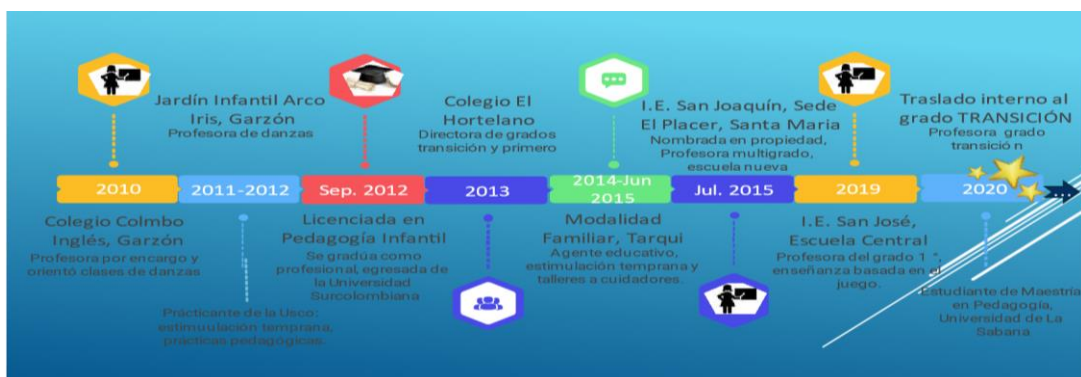 Jardín Infantil Arco
Iris, Garzón
Profesora de danzas
Colegio El
Hortelano
Directora de grados
transición y primero
I.E. San Joaquín, Sede
El Placer, Santa Maria
Nombrada en propiedad,
Profesora multigrado,
escuela nueva
Traslado interno al
grado TRANSICIÓN
Profesora grado
transició n
2010
2011-2012
Sep. 2012
2013
2014-Jun
2015
Jul. 2015
2019
2020
...
Colegio Colmbo
Inglés, Garzón
Profesora por encargo y
orientó clases de danzas
Prácticante de la Usco:
estimuulación temprana,
prácticas pedagógicas.
Licenciada en
Pedagogía Infantil
Se gradúa como
profesional, egresada de
la Universidad
Surcolombiana
Modalidad
Familiar, Tarqui
Agente educativo,
estimulación temprana y
talleres a cuidadores.
I.E. San José,
Escuela Central
Profesora del grado 1 °,
enseñanza basada en el
juego.
Estudiante de Maestría
en Pedagogía,
Universidad de La
Sabana